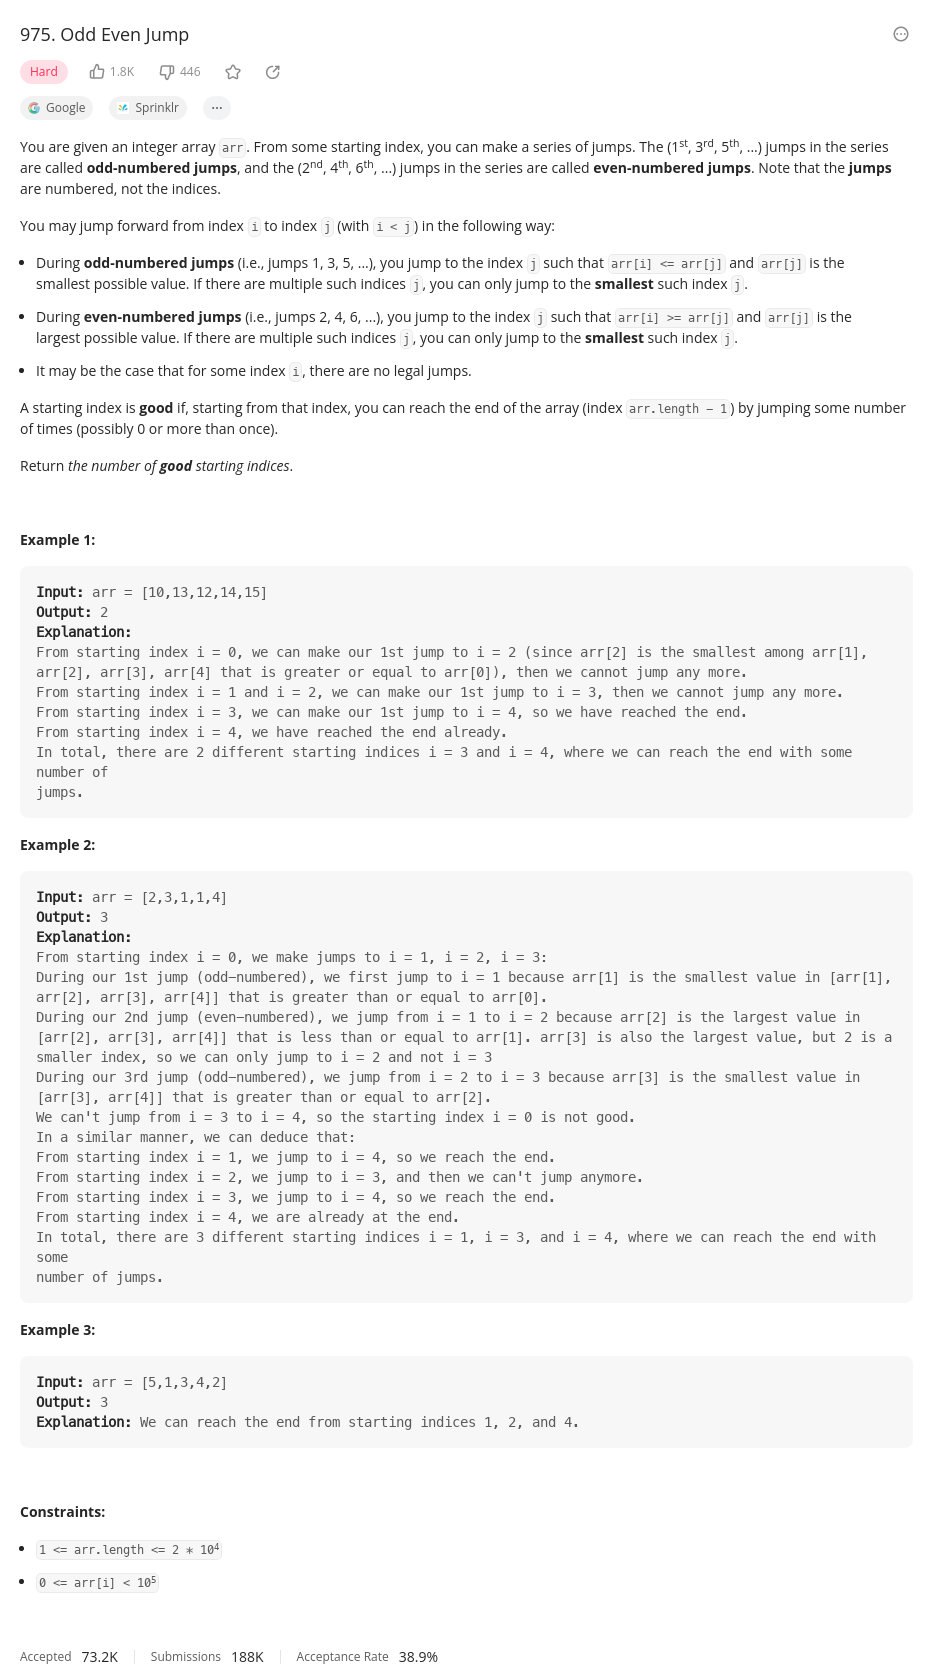 975. Odd Even Jump
Hard 1.8K 446
Google Sprinklr ···
You are given an integer array arr. From some starting index, you can make a series of jumps. The (1st, 3rd, 5th, ...) jumps in the series
are called odd-numbered jumps, and the (2nd, 4th, 6th, ...) jumps in the series are called even-numbered jumps. Note that the jumps
are numbered, not the indices.
You may jump forward from index i to index j (with i < j) in the following way:
• During odd-numbered jumps (i.e., jumps 1, 3, 5, ...), you jump to the index j such that arr[i] <= arr[j] and arr[j] is the
smallest possible value. If there are multiple such indices j, you can only jump to the smallest such index j.
• During even-numbered jumps (i.e., jumps 2, 4, 6, ...), you jump to the index j such that arr[i] >= arr[j] and arr[j] is the
largest possible value. If there are multiple such indices j, you can only jump to the smallest such index j.
• It may be the case that for some index i, there are no legal jumps.
A starting index is good if, starting from that index, you can reach the end of the array (index arr.length - 1) by jumping some number
of times (possibly 0 or more than once).
Return the number of good starting indices.
Example 1:
Input: arr = [10,13,12,14,15]
Output: 2
Explanation:
From starting index i = 0, we can make our 1st jump to i = 2 (since arr[2] is the smallest among arr[1],
arr[2], arr[3], arr[4] that is greater or equal to arr[0]), then we cannot jump any more.
From starting index i = 1 and i = 2, we can make our 1st jump to i = 3, then we cannot jump any more.
From starting index i = 3, we can make our 1st jump to i = 4, so we have reached the end.
From starting index i = 4, we have reached the end already.
In total, there are 2 different starting indices i = 3 and i = 4, where we can reach the end with some
number of
jumps.
Example 2:
Input: arr = [2,3,1,1,4]
Output: 3
Explanation:
From starting index i = 0, we make jumps to i = 1, i = 2, i = 3:
During our 1st jump (odd-numbered), we first jump to i = 1 because arr[1] is the smallest value in [arr[1],
arr[2], arr[3], arr[4]] that is greater than or equal to arr[0].
During our 2nd jump (even-numbered), we jump from i = 1 to i = 2 because arr[2] is the largest value in
[arr[2], arr[3], arr[4]] that is less than or equal to arr[1]. arr[3] is also the largest value, but 2 is a
smaller index, so we can only jump to i = 2 and not i = 3
During our 3rd jump (odd-numbered), we jump from i = 2 to i = 3 because arr[3] is the smallest value in
[arr[3], arr[4]] that is greater than or equal to arr[2].
We can't jump from i = 3 to i = 4, so the starting index i = 0 is not good.
In a similar manner, we can deduce that:
From starting index i = 1, we jump to i = 4, so we reach the end.
From starting index i = 2, we jump to i = 3, and then we can't jump anymore.
From starting index i = 3, we jump to i = 4, so we reach the end.
From starting index i = 4, we are already at the end.
In total, there are 3 different starting indices i = 1, i = 3, and i = 4, where we can reach the end with
some
number of jumps.
Example 3:
Input: arr = [5,1,3,4,2]
Output: 3
Explanation: We can reach the end from starting indices 1, 2, and 4.
Constraints:
• 1 <= arr.length <= 2 * 10⁴
• 0 <= arr[i] < 10⁵
Accepted 73.2K Submissions 188K Acceptance Rate 38.9%